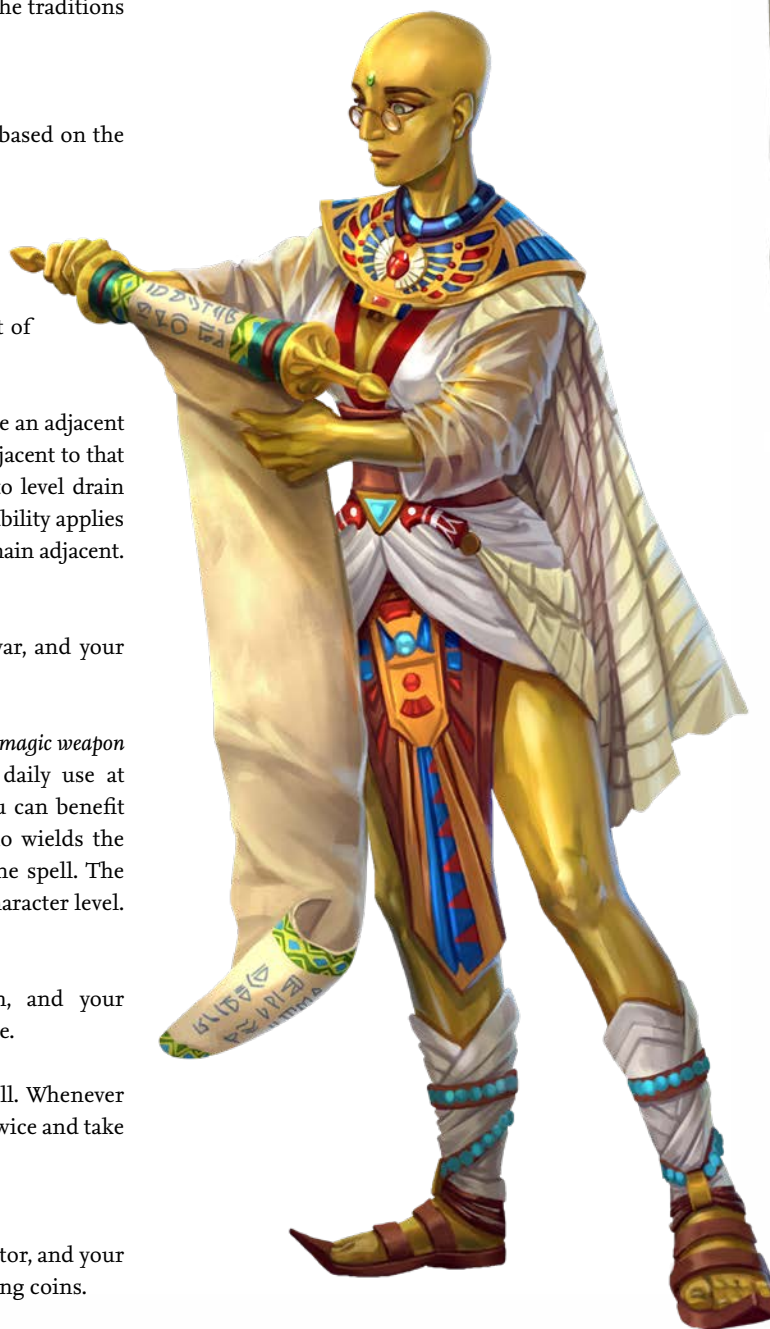 he traditions
based on the
t of
e an adjacent
jacent to that
to level drain
bility applies
nain adjacent.
var, and your
magic weapon
daily use at
u can benefit
o wields the
he spell. The
aracter level.
n, and your
e.
ll. Whenever
wice and take
tor, and your
ng coins.